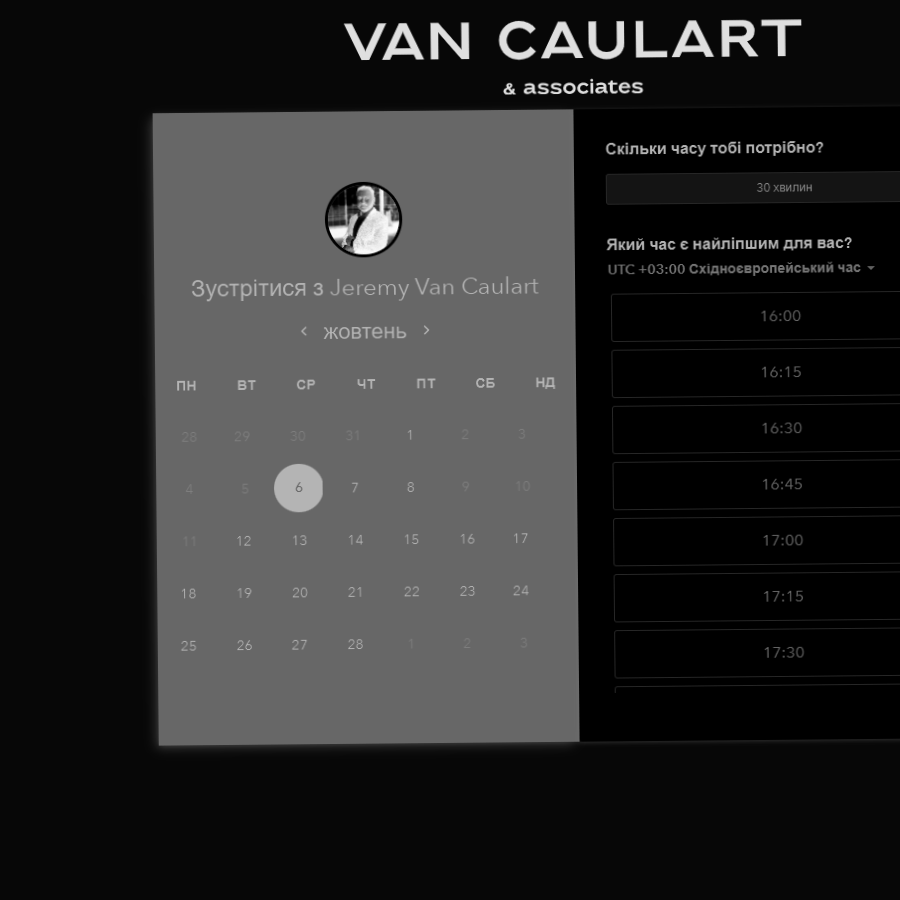 VAN CAULART
& associates
Зустрітися з Jeremy Van Caulart
жовтень
ПН ВТ СР ЧТ ПТ СБ НД
28 29 30 31 1 2 3
4 5 6 7 8 9 10
11 12 13 14 15 16 17
18 19 20 21 22 23 24
25 26 27 28 1 2 3
Скільки часу тобі потрібно?
30 хвилин
Який час є найліпшим для вас?
UTC +03:00 Східноєвропейський час
16:00
16:15
16:30
16:45
17:00
17:15
17:30